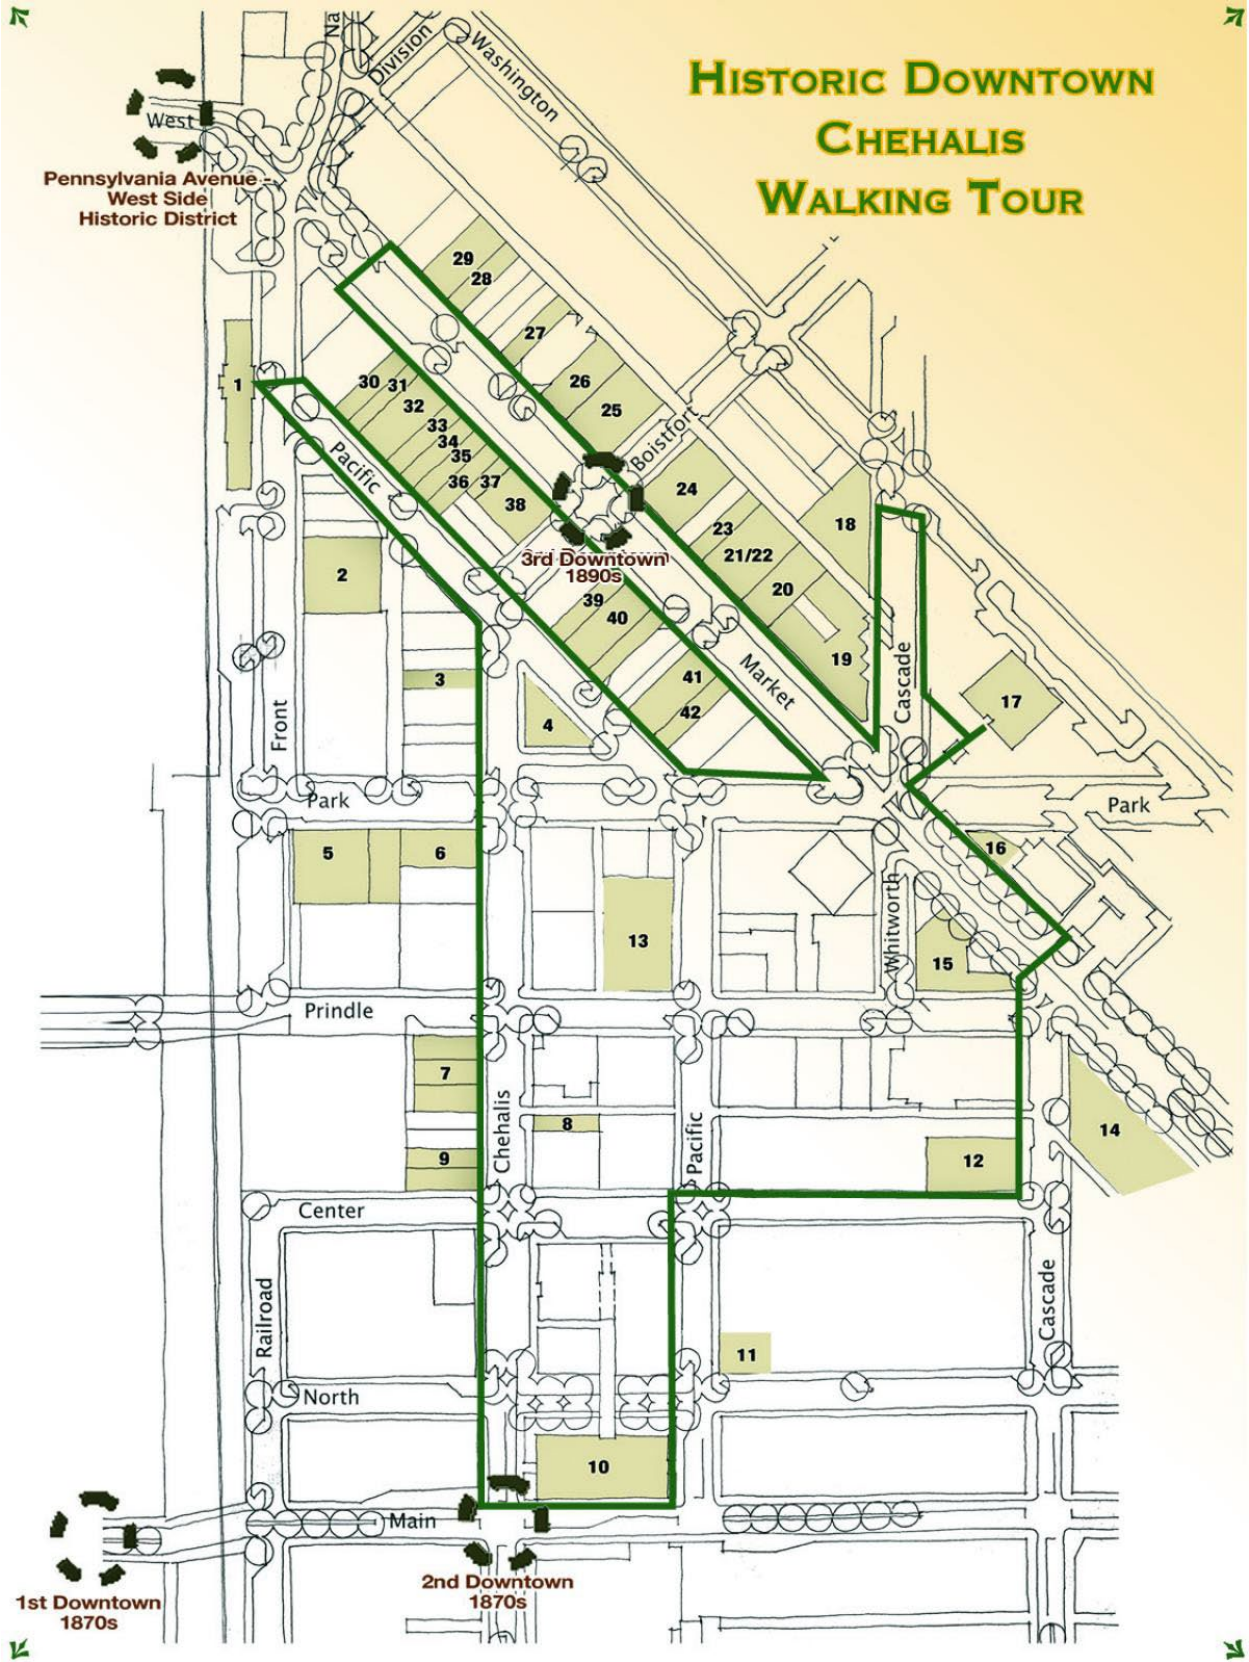 Na
Division
Washington
HISTORIC DOWNTOWN
CHEHALIS
WALKING TOUR
West
Pennsylvania Avenue -
West Side
Historic District
29
28
27
1
30
31
26
32
25
33
34
Boistfort
35
Pacific
36
37
24
38
18
23
3rd Downtown
1890s
21/22
2
20
39
40
19
3
41
Market
Cascade
17
42
Front
4
Park
Park
5
6
16
13
Whitworth
15
Prindle
7
8
Chehalis
Pacific
14
9
12
Center
Railroad
Cascade
11
North
10
Main
2nd Downtown
1870s
1st Downtown
1870s